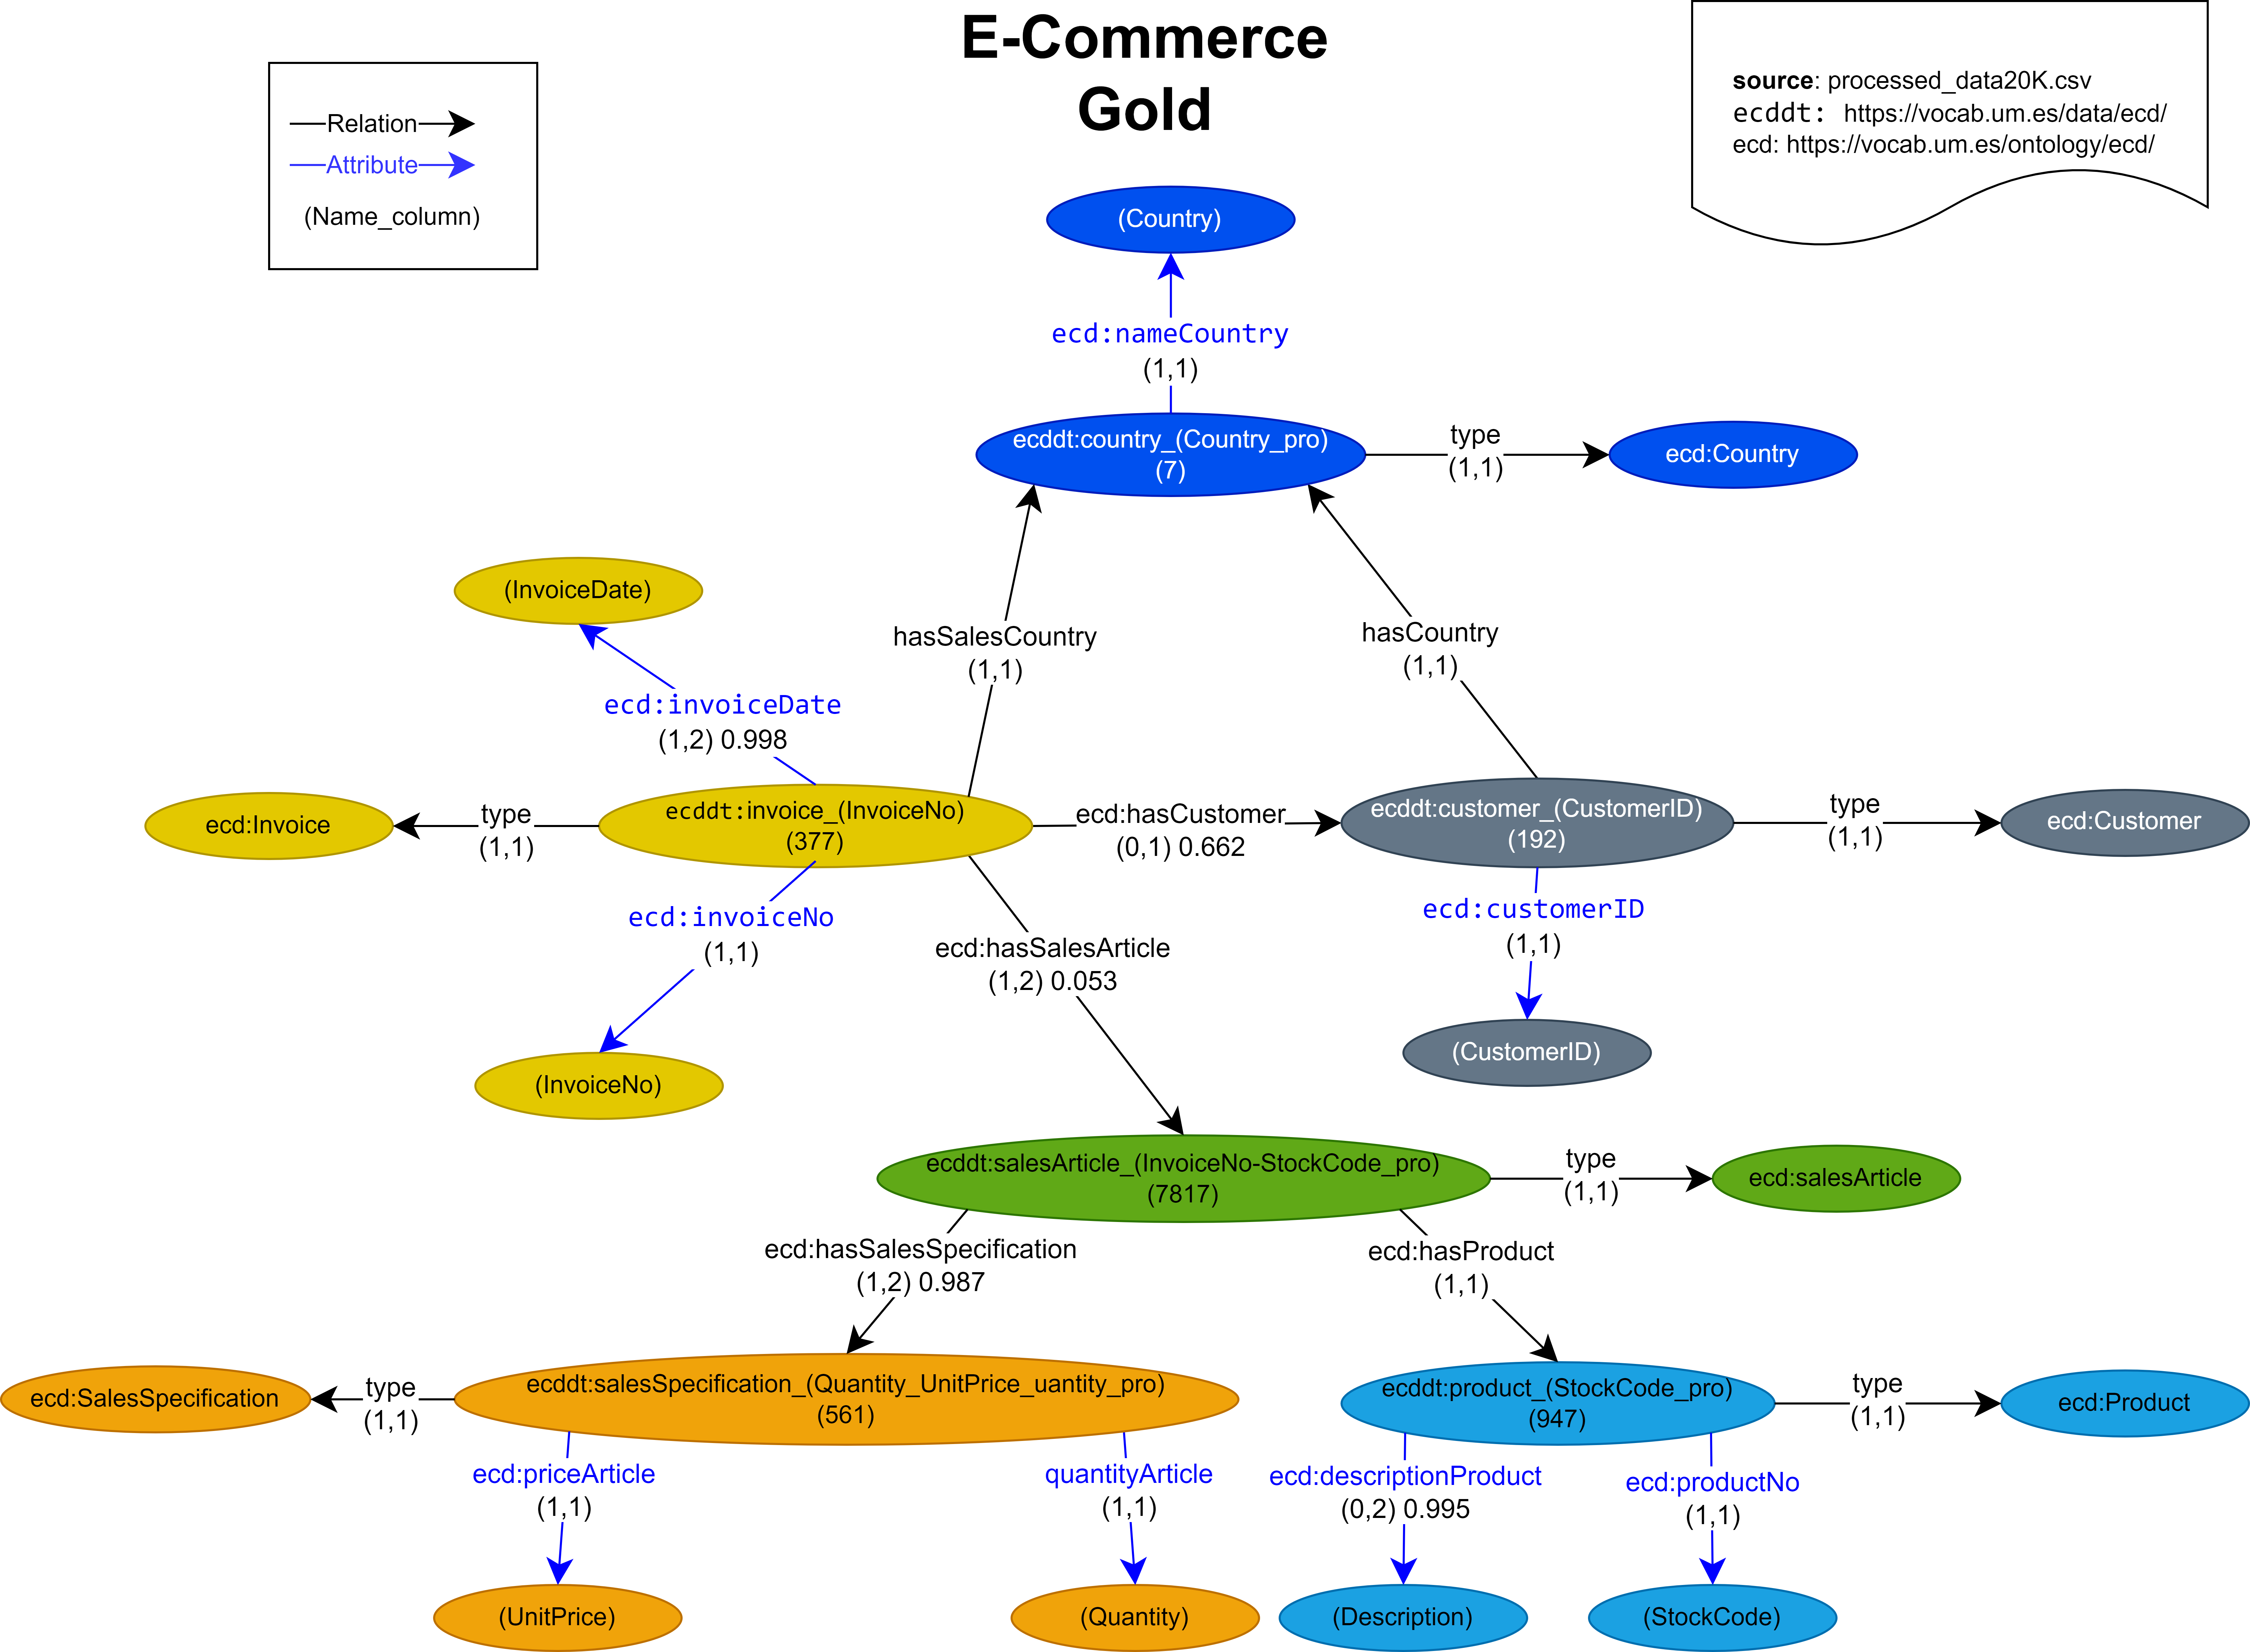 E-Commerce
Gold
Relation
Attribute
(Name_column)
source: processed_data20K.csv
ecddt: https://vocab.um.es/data/ecd/
ecd: https://vocab.um.es/ontology/ecd/
(Country)
ecd:nameCountry
(1,1)
ecddt:country_(Country_pro)
(7)
type
(1,1)
ecd:Country
(InvoiceDate)
hasSalesCountry
(1,1)
hasCountry
(1,1)
ecd:invoiceDate
(1,2) 0.998
ecd:Invoice
type
(1,1)
ecddt:invoice_(InvoiceNo)
(377)
ecd:hasCustomer
(0,1) 0.662
ecddt:customer_(CustomerID)
(192)
type
(1,1)
ecd:Customer
ecd:invoiceNo
(1,1)
ecd:hasSalesArticle
(1,2) 0.053
ecd:customerID
(1,1)
(InvoiceNo)
(CustomerID)
ecddt:salesArticle_(InvoiceNo-StockCode_pro)
(7817)
type
(1,1)
ecd:salesArticle
ecd:hasSalesSpecification
(1,2) 0.987
ecd:hasProduct
(1,1)
ecd:SalesSpecification
type
(1,1)
ecddt:salesSpecification_(Quantity_UnitPrice_uantity_pro)
(561)
ecddt:product_(StockCode_pro)
(947)
type
(1,1)
ecd:Product
ecd:priceArticle
(1,1)
quantityArticle
(1,1)
ecd:descriptionProduct
(0,2) 0.995
ecd:productNo
(1,1)
(UnitPrice)
(Quantity)
(Description)
(StockCode)